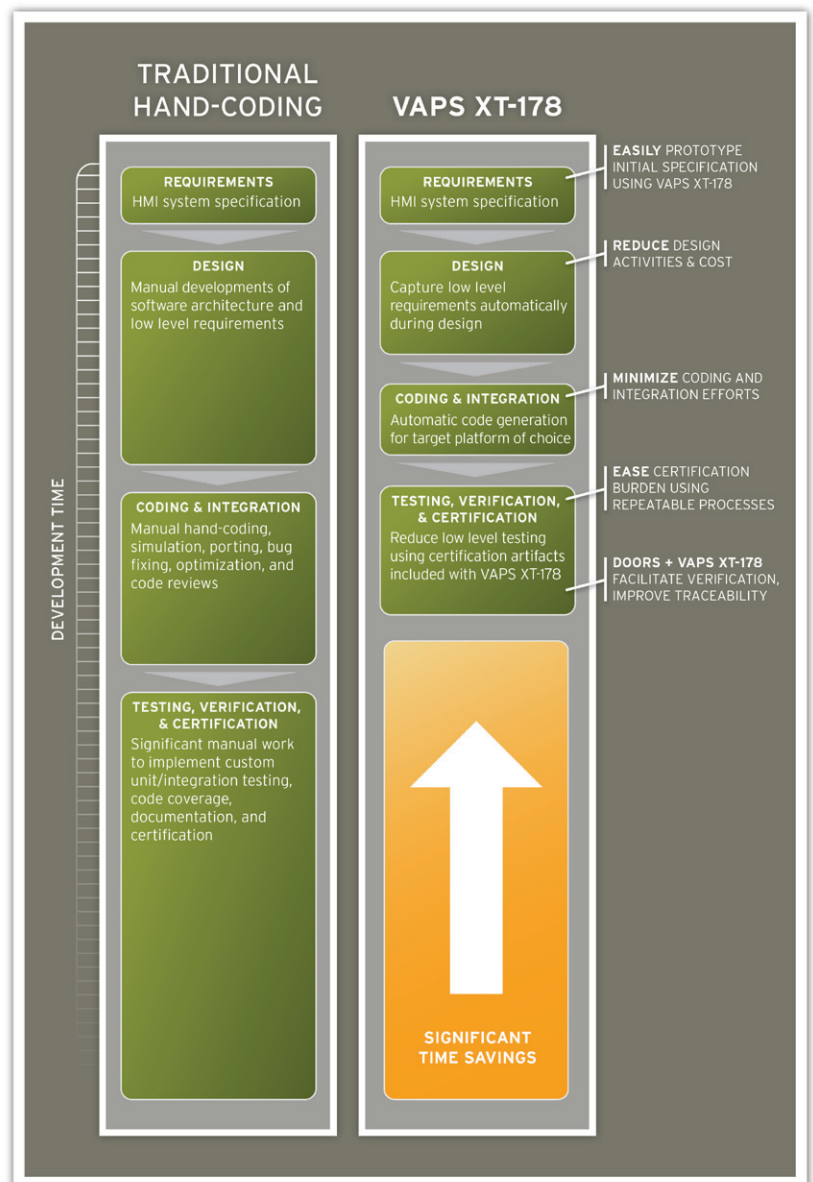 TRADITIONAL
HAND-CODING
REQUIREMENTS
HMI system specification
DESIGN
Manual developments of
software architecture and
low level requirements
CODING & INTEGRATION
Manual hand-coding,
simulation, porting, bug
fixing, optimization, and
code reviews
TESTING, VERIFICATION,
& CERTIFICATION
Significant manual work
to implement custom
unit/integration testing,
code coverage,
documentation, and
certification
DEVELOPMENT TIME
VAPS XT-178
REQUIREMENTS
HMI system specification
DESIGN
Capture low level
requirements automatically
during design
CODING & INTEGRATION
Automatic code generation
for target platform of choice
TESTING, VERIFICATION,
& CERTIFICATION
Reduce low level testing
using certification artifacts
included with VAPS XT-178
SIGNIFICANT
TIME SAVINGS
EASILY PROTOTYPE
INITIAL SPECIFICATION
USING VAPS XT-178
REDUCE DESIGN
ACTIVITIES & COST
MINIMIZE CODING AND
INTEGRATION EFFORTS
EASE CERTIFICATION
BURDEN USING
REPEATABLE PROCESSES
DOORS + VAPS XT-178
FACILITATE VERIFICATION,
IMPROVE TRACEABILITY